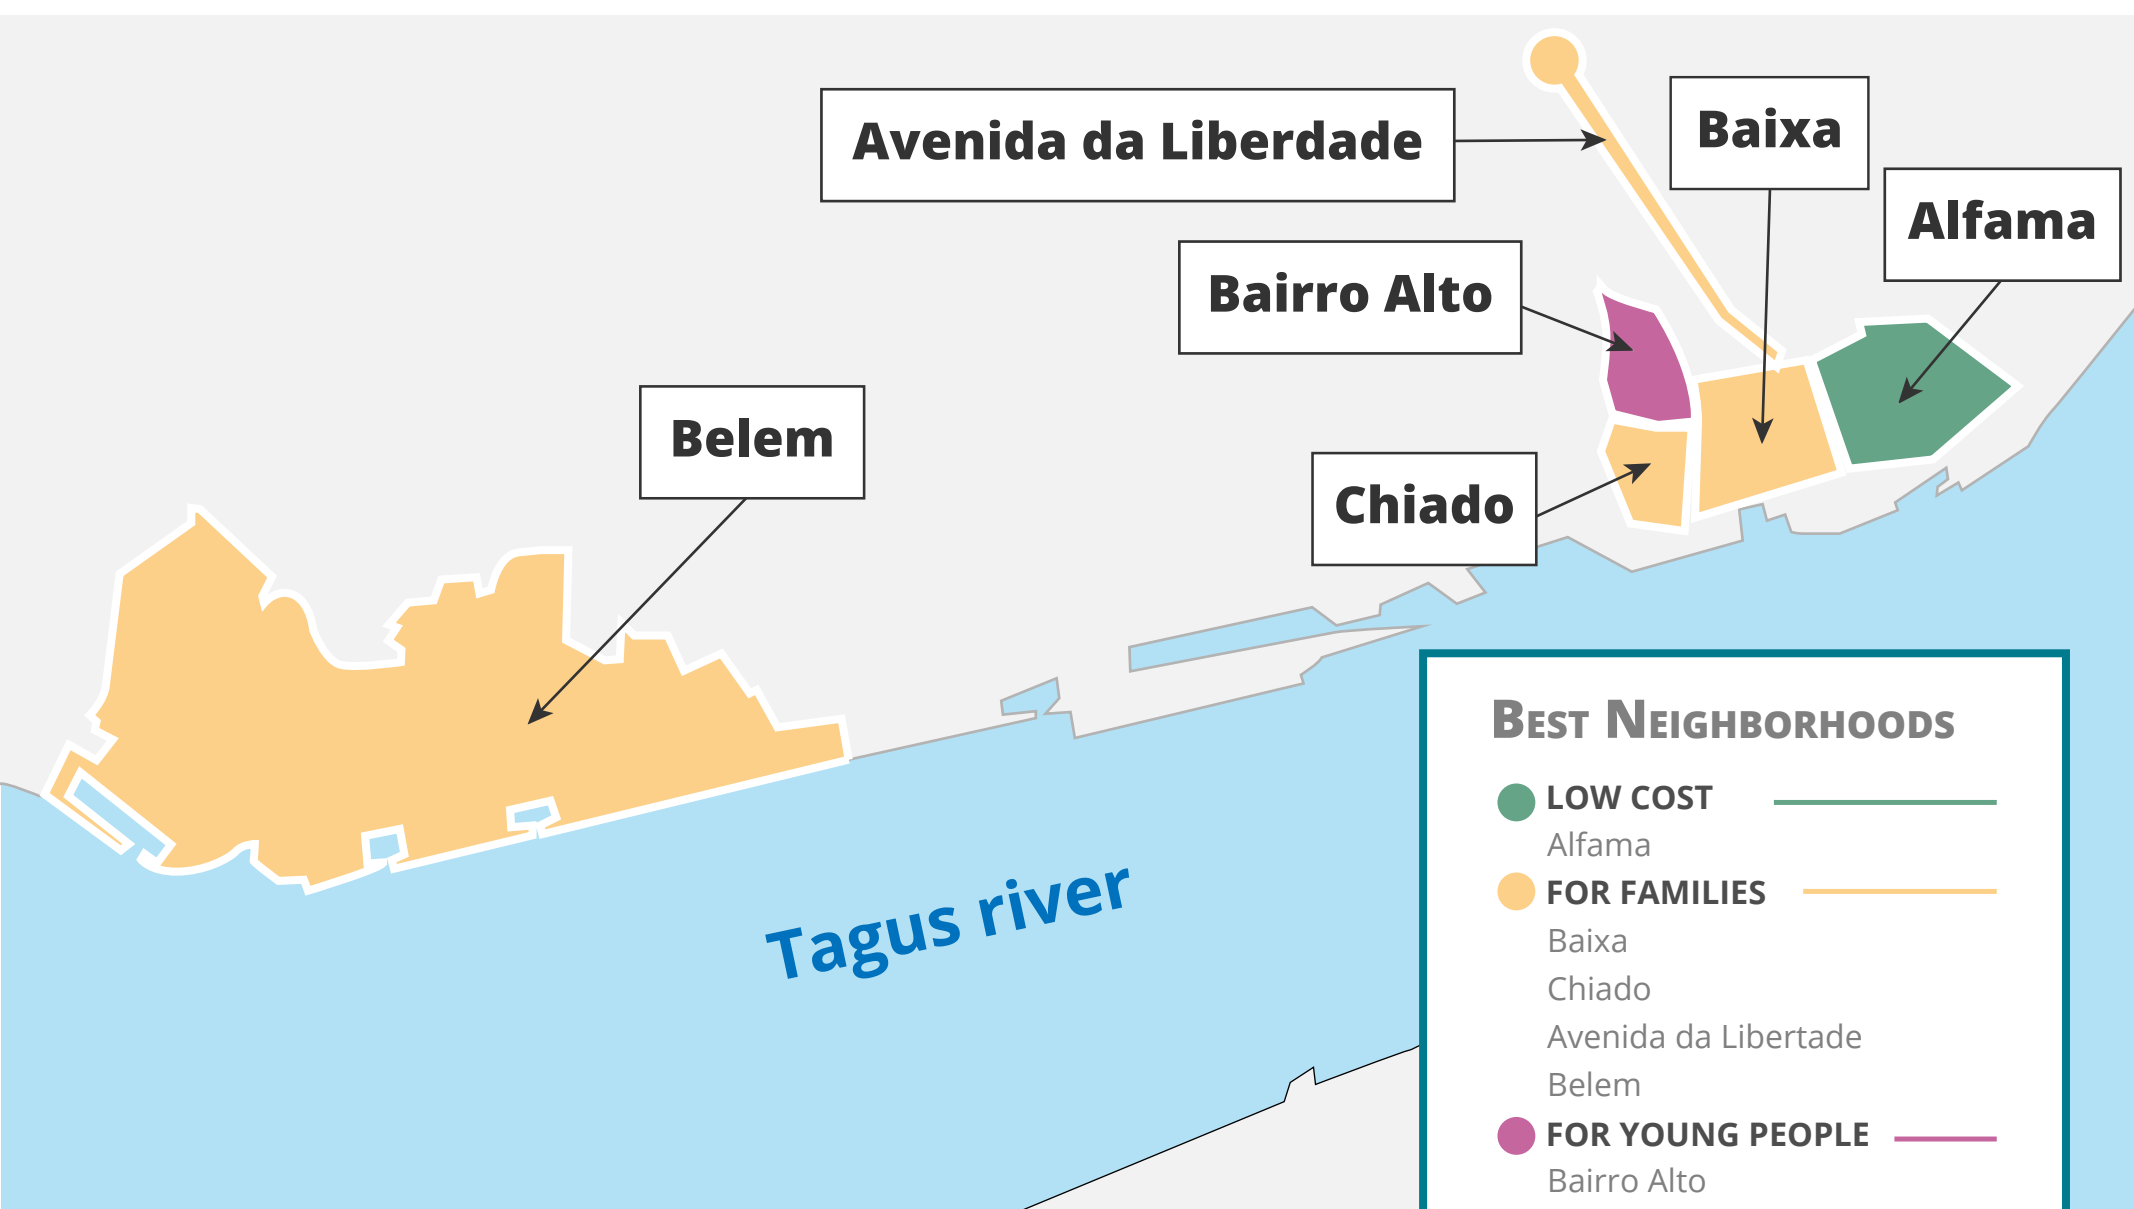 Avenida da Liberdade
Baixa
Alfama
Bairro Alto
Belem
Chiado
Tagus river
Best Neighborhoods
LOW COST
Alfama
FOR FAMILIES
Baixa
Chiado
Avenida da Libertade
Belem
FOR YOUNG PEOPLE
Bairro Alto